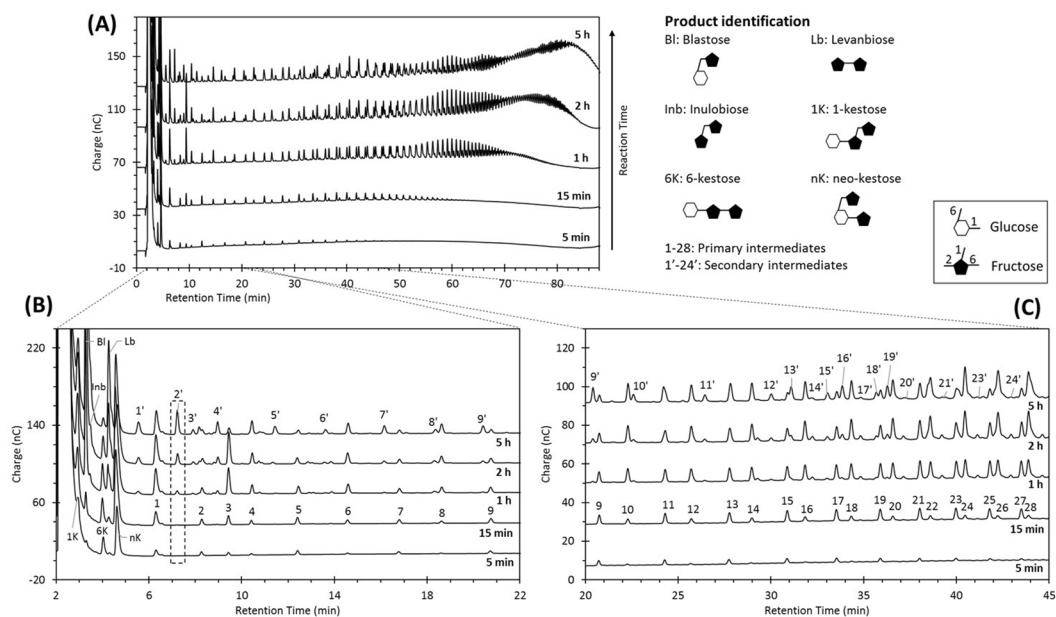 (A)
Charge (nC)
150
110
70
30
-10
5 h
2 h
1 h
15 min
5 min
Reaction Time
0 10 20 30 40 50 60 70 80
Retention Time (min)
Product identification
Bl: Blastose
Lb: Levanbiose
Inb: Inulobiose
1K: 1-kestose
6K: 6-kestose
nK: neo-kestose
1-28: Primary intermediates
1'-24': Secondary intermediates
6
1
Glucose
1
2 6
Fructose
(B)
Charge (nC)
220
140
60
-20
Bl
Lb
Inb
1' 2' 3' 4' 5' 6' 7' 8' 9'
5 h
2 h
1 h
1 2 3 4 5 6 7 8 9
15 min
1K
6K
nK
5 min
2 6 10 14 18 22
Retention Time (min)
(C)
Charge (nC)
120
100
80
60
40
20
0
9' 10' 11' 12' 13' 14' 15' 16' 17' 18' 19' 20' 21' 23' 24'
5 h
2 h
1 h
9 10 11 12 13 14 15 16 17 18 19 20 21 22 23 24 25 26 27 28
15 min
5 min
20 25 30 35 40 45
Retention Time (min)